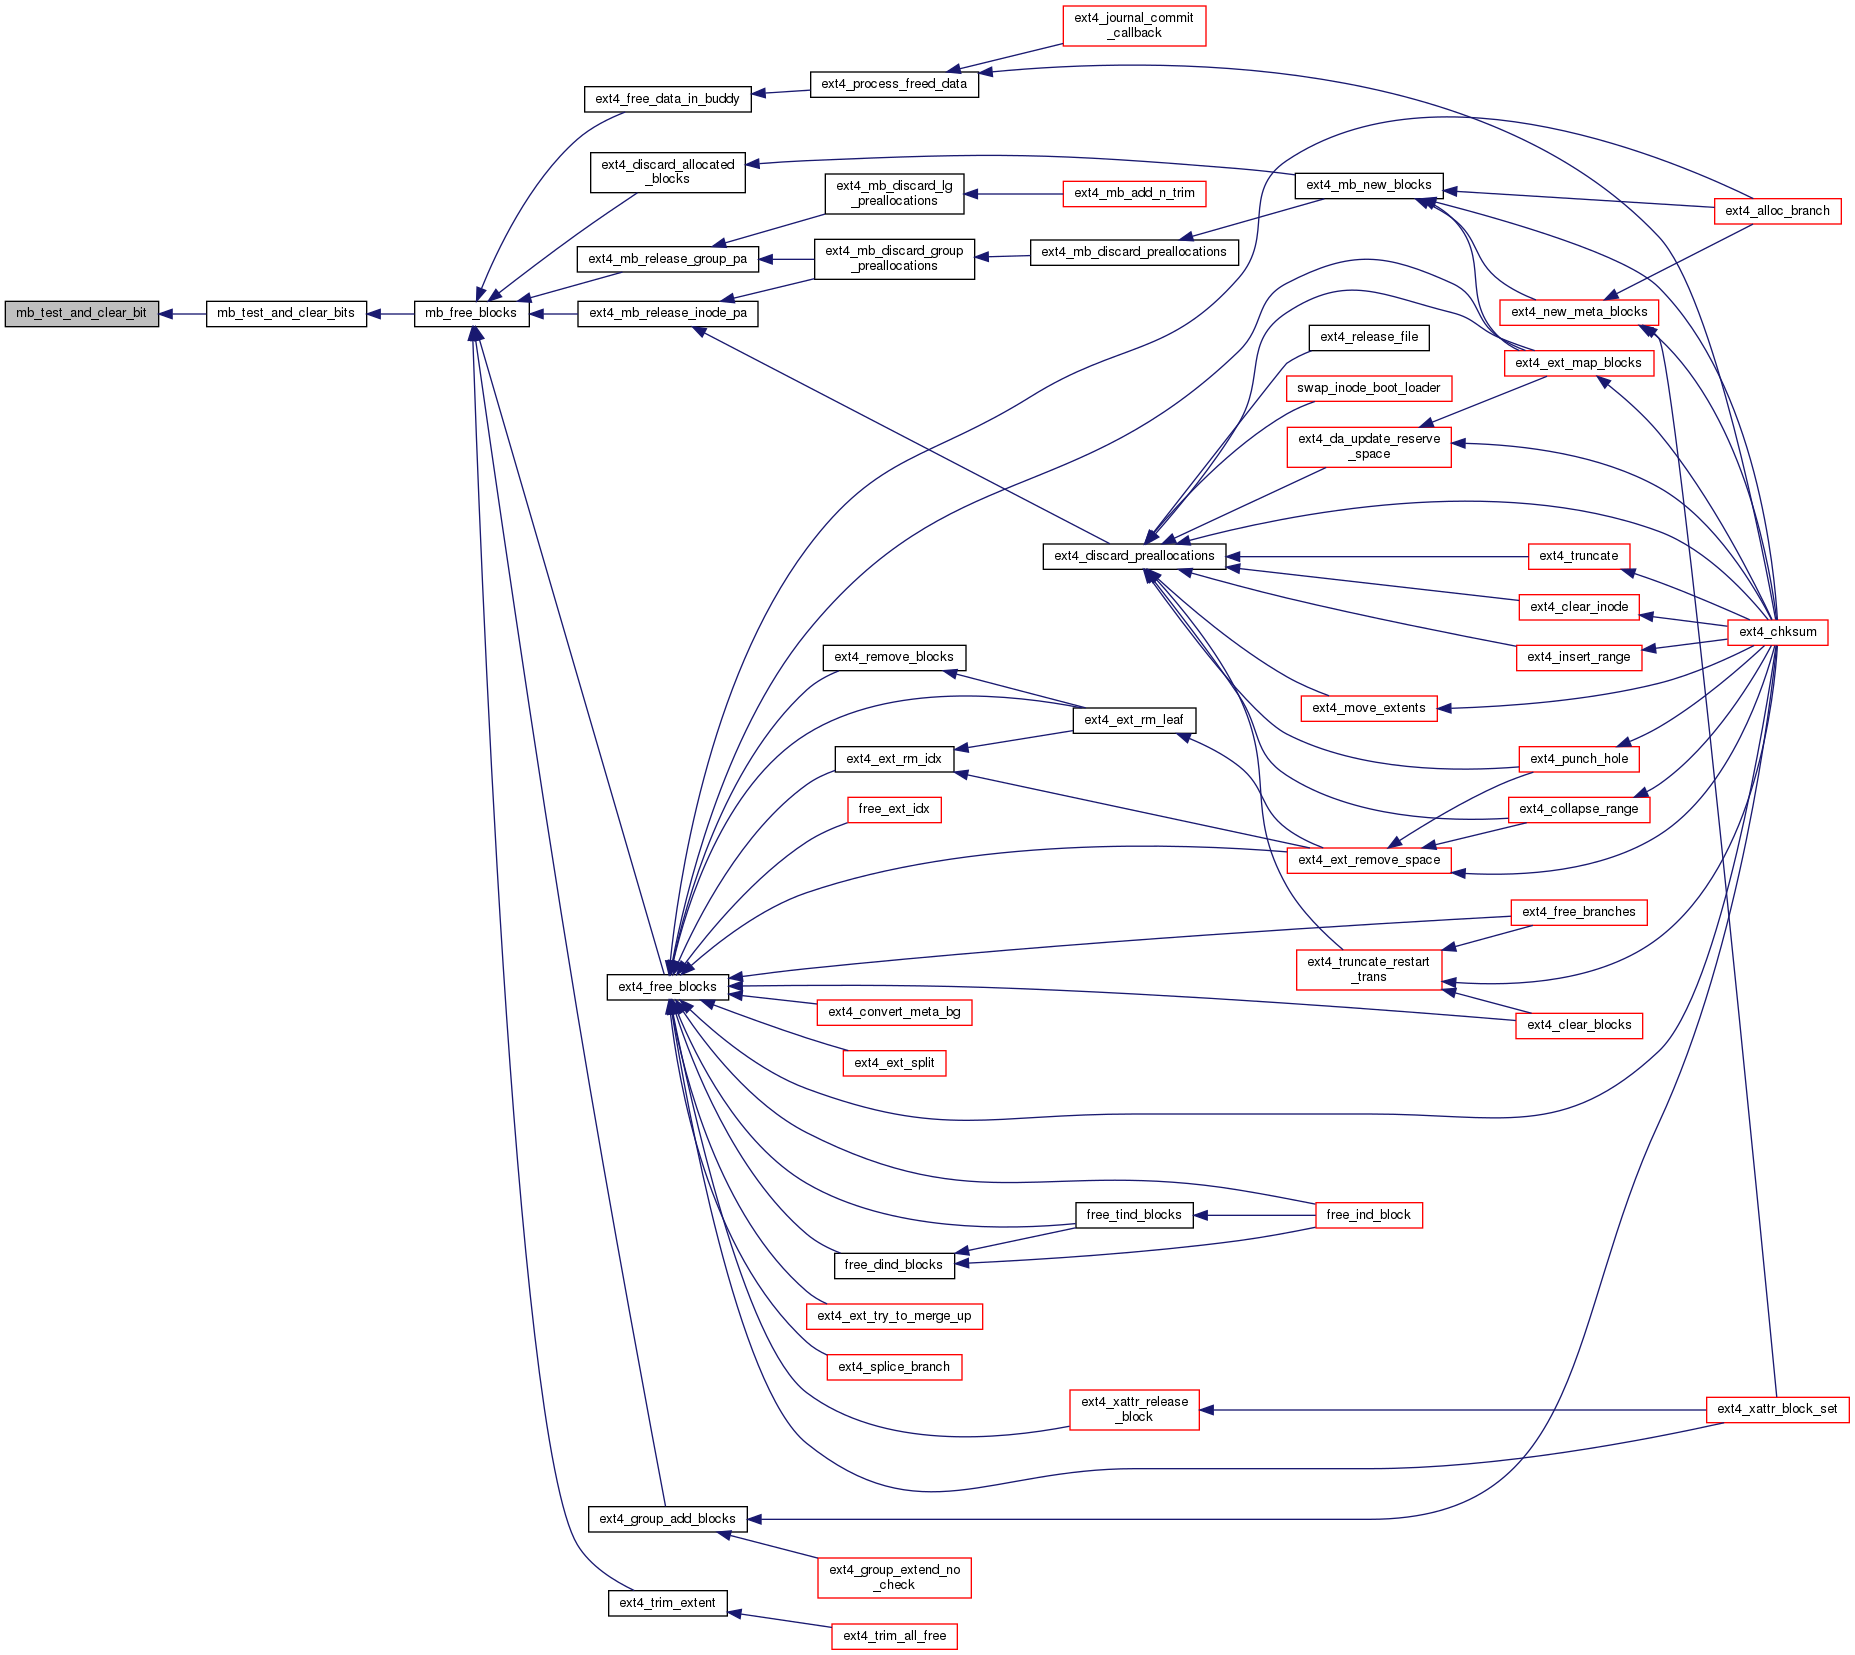 ext4_journal_commit
_callback
ext4_process_freed_data
ext4_free_data_in_buddy
ext4_discard_allocated
_blocks
ext4_mb_discard_lg
_preallocations
ext4_mb_add_n_trim
ext4_mb_new_blocks
ext4_alloc_branch
ext4_mb_release_group_pa
ext4_mb_discard_group
_preallocations
ext4_mb_discard_preallocations
mb_test_and_clear_bit
mb_test_and_clear_bits
mb_free_blocks
ext4_mb_release_inode_pa
ext4_new_meta_blocks
ext4_release_file
ext4_ext_map_blocks
swap_inode_boot_loader
ext4_da_update_reserve
_space
ext4_discard_preallocations
ext4_truncate
ext4_clear_inode
ext4_chksum
ext4_remove_blocks
ext4_insert_range
ext4_move_extents
ext4_ext_rm_leaf
ext4_ext_rm_idx
ext4_punch_hole
free_ext_idx
ext4_collapse_range
ext4_ext_remove_space
ext4_free_branches
ext4_truncate_restart
_trans
ext4_free_blocks
ext4_convert_meta_bg
ext4_clear_blocks
ext4_ext_split
free_tind_blocks
free_ind_block
free_dind_blocks
ext4_ext_try_to_merge_up
ext4_splice_branch
ext4_xattr_release
_block
ext4_xattr_block_set
ext4_group_add_blocks
ext4_group_extend_no
_check
ext4_trim_extent
ext4_trim_all_free